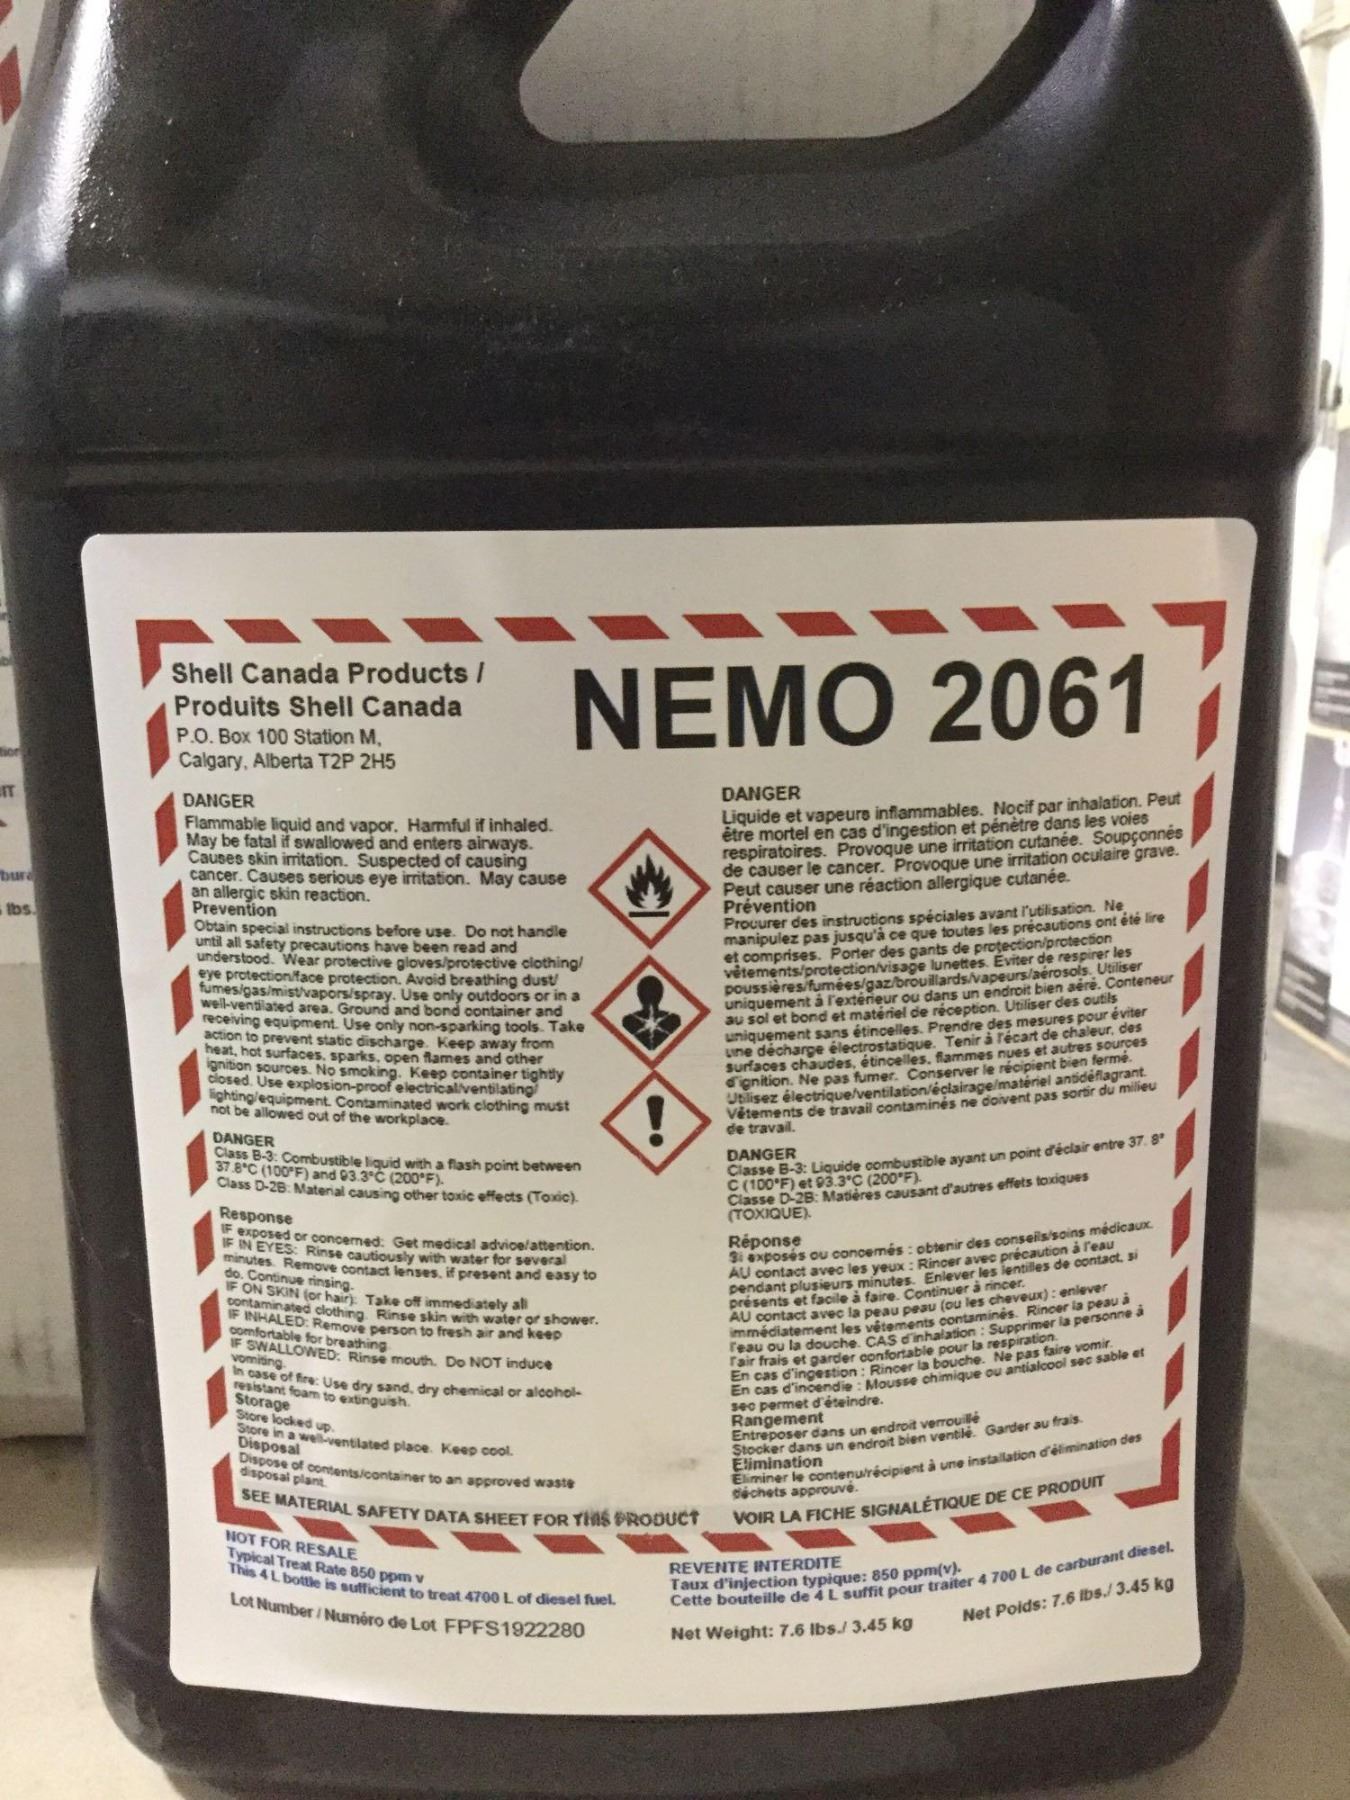 Shell Canada Products /
Produits Shell Canada
P.O. Box 100 Station M,
Calgary, Alberta T2P 2H5
NEMO 2061
DANGER
Flammable liquid and vapor. Harmful if inhaled.
May be fatal if swallowed and enters airways.
Causes skin irritation. Suspected of causing
cancer. Causes serious eye irritation. May cause
an allergic skin reaction.
Prevention
Obtain special instructions before use. Do not handle
until all safety precautions have been read and
understood. Wear protective gloves/protective clothing/
eye protection/face protection. Avoid breathing dust/
fumes/gas/mist/vapors/spray. Use only outdoors or in a
well-ventilated area. Ground and bond container and
receiving equipment. Use only non-sparking tools. Take
action to prevent static discharge. Keep away from
heat, hot surfaces, sparks, open flames and other
ignition sources. No smoking. Keep container tightly
closed. Use explosion-proof electrical/ventilating/
lighting/equipment. Contaminated work clothing must
not be allowed out of the workplace.
DANGER
Class B-3: Combustible liquid with a flash point between
37.8°C (100°F) and 93.3°C (200°F).
Class D-2B: Material causing other toxic effects (Toxic).
Response
IF exposed or concerned: Get medical advice/attention.
IF IN EYES: Rinse cautiously with water for several
minutes. Remove contact lenses, if present and easy to
do. Continue rinsing.
IF ON SKIN (or hair): Take off immediately all
contaminated clothing. Rinse skin with water or shower.
IF INHALED: Remove person to fresh air and keep
comfortable for breathing.
IF SWALLOWED: Rinse mouth. Do NOT induce
vomiting.
In case of fire: Use dry sand, dry chemical or alcohol-
resistant foam to extinguish.
Storage
Store locked up.
Store in a well-ventilated place. Keep cool.
Disposal
Dispose of contents/container to an approved waste
disposal plant.
SEE MATERIAL SAFETY DATA SHEET FOR THIS PRODUCT
DANGER
Liquide et vapeurs inflammables. Nocif par inhalation. Peut
être mortel en cas d'ingestion et pénètre dans les voies
respiratoires. Provoque une irritation cutanée. Soupçonnés
de causer le cancer. Provoque une irritation oculaire grave.
Peut causer une réaction allergique cutanée.
Prévention
Procurer des instructions spéciales avant l'utilisation. Ne
manipulez pas jusqu'à ce que toutes les précautions ont été lire
et comprises. Porter des gants de protection/protection
vêtements/protection/visage lunettes. Eviter de respirer les
poussières/fumées/gaz/brouillards/vapeurs/aérosols. Utiliser
uniquement à l'extérieur ou dans un endroit bien aéré. Conteneur
au sol et bond et matériel de réception. Utiliser des outils
uniquement sans étincelles. Prendre des mesures pour éviter
une décharge électrostatique. Tenir à l'écart de chaleur, des
surfaces chaudes, étincelles, flammes nues et autres sources
d'ignition. Ne pas fumer. Conserver le récipient bien fermé.
Utilisez électrique/ventilation/éclairage/matériel antidéflagrant.
Vêtements de travail contaminés ne doivent pas sortir du milieu
de travail.
DANGER
Classe B-3: Liquide combustible ayant un point d'éclair entre 37. 8°
C (100°F) et 93.3°C (200°F).
Classe D-2B: Matières causant d'autres effets toxiques
(TOXIQUE).
Réponse
Si exposés ou concernés : obtenir des conseils/soins médicaux.
AU contact avec les yeux : Rincer avec précaution à l'eau
pendant plusieurs minutes. Enlever les lentilles de contact, si
présents et facile à faire. Continuer à rincer.
AU contact avec la peau peau (ou les cheveux) : enlever
immédiatement les vêtements contaminés. Rincer la peau à
l'eau ou la douche. CAS d'inhalation : Supprimer la personne à
l'air frais et garder confortable pour la respiration.
En cas d'ingestion : Rincer la bouche. Ne pas faire vomir.
En cas d'incendie : Mousse chimique ou antialcool sec sable et
sec permet d'éteindre.
Rangement
Entreposer dans un endroit verrouillé
Stocker dans un endroit bien ventilé. Garder au frais.
Elimination
Éliminer le contenu/récipient à une installation d'élimination des
déchets approuvé.
VOIR LA FICHE SIGNALÉTIQUE DE CE PRODUIT
NOT FOR RESALE
Typical Treat Rate 850 ppm v
This 4 L bottle is sufficient to treat 4700 L of diesel fuel.
Lot Number / Numéro de Lot FPFS1922280
REVENTE INTERDITE
Taux d'injection typique: 850 ppm(v).
Cette bouteille de 4 L suffit pour traiter 4 700 L de carburant diesel.
Net Weight: 7.6 lbs./ 3.45 kg
Net Poids: 7.6 lbs./ 3.45 kg